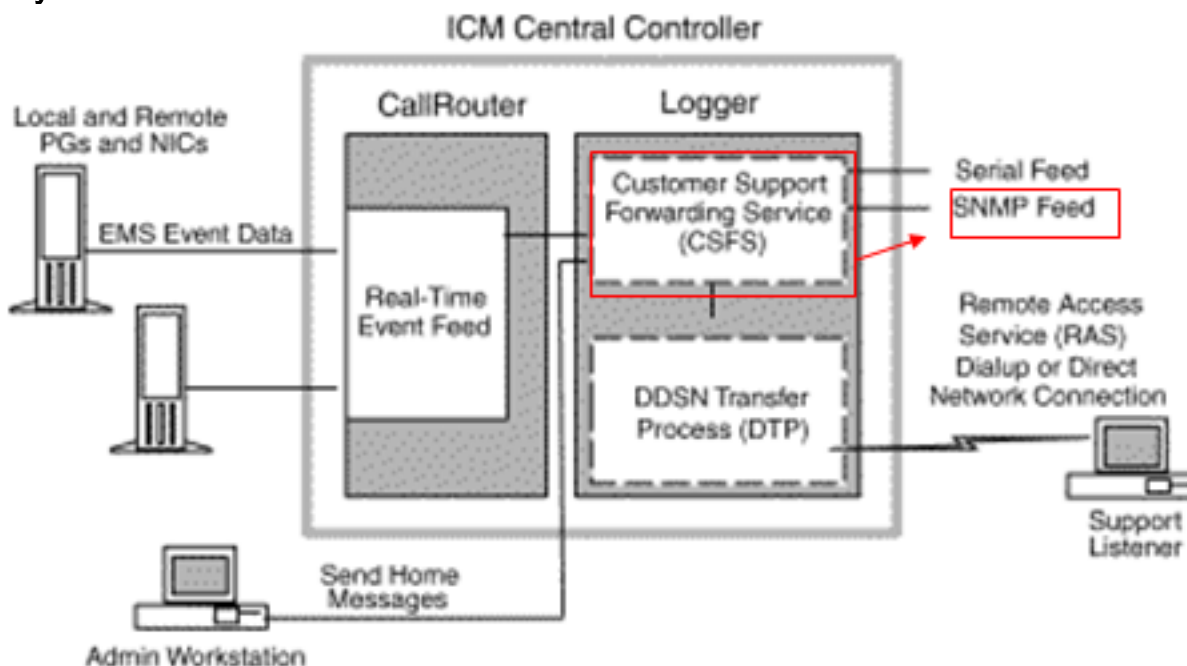 ICM Central Controller
CallRouter
Logger
Local and Remote
PGs and NICs
EMS Event Data
Real-Time
Event Feed
Customer Support
Forwarding Service
(CSFS)
Serial Feed
SNMP Feed
DDSN Transfer
Process (DTP)
Remote Access
Service (RAS)
Dialup or Direct
Network Connection
Support
Listener
Send Home
Messages
Admin Workstation